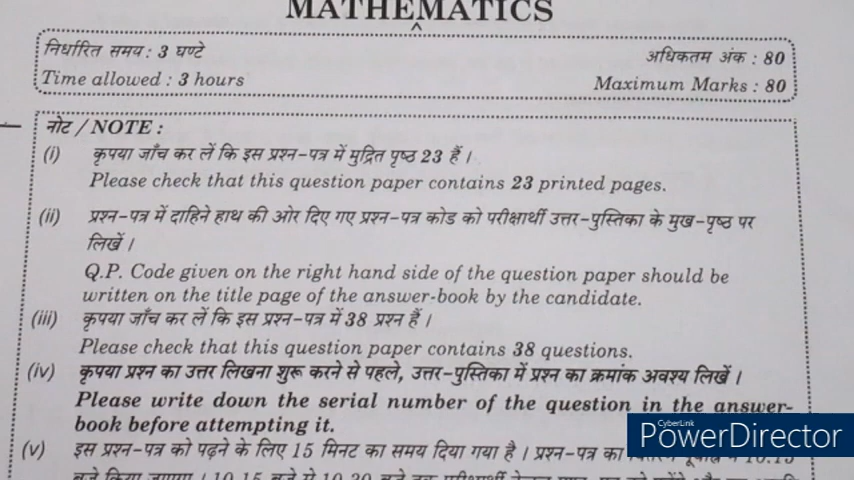 MATHEMATICS
निर्धारित समय : 3 घण्टे
अधिकतम अंक : 80
Time allowed : 3 hours
Maximum Marks : 80
नोट / NOTE :
(i) कृपया जाँच कर लें कि इस प्रश्न-पत्र में मुद्रित पृष्ठ 23 हैं ।
Please check that this question paper contains 23 printed pages.
(ii) प्रश्न-पत्र में दाहिने हाथ की ओर दिए गए प्रश्न-पत्र कोड को परीक्षार्थी उत्तर-पुस्तिका के मुख-पृष्ठ पर
लिखें ।
Q.P. Code given on the right hand side of the question paper should be
written on the title page of the answer-book by the candidate.
(iii) कृपया जाँच कर लें कि इस प्रश्न-पत्र में 38 प्रश्न हैं ।
Please check that this question paper contains 38 questions.
(iv) कृपया प्रश्न का उत्तर लिखना शुरू करने से पहले, उत्तर-पुस्तिका में प्रश्न का क्रमांक अवश्य लिखें ।
Please write down the serial number of the question in the answer-
book before attempting it.
CyberLink
PowerDirector
(v) इस प्रश्न-पत्र को पढ़ने के लिए 15 मिनट का समय दिया गया है । प्रश्न-पत्र का